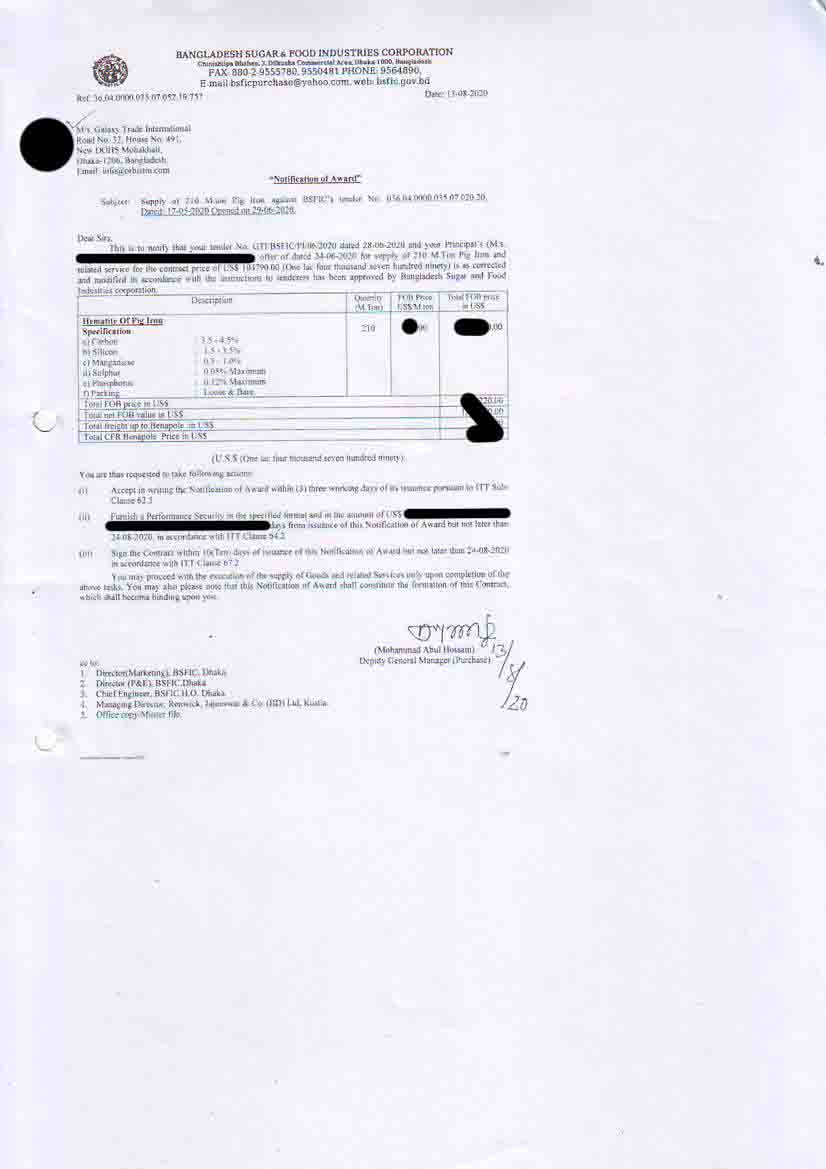 BANGLADESH SUGAR & FOOD INDUSTRIES CORPORATION
Chinishilpa Bhaban, 3, Dilkusha Commercial Area, Dhaka-1000, Bangladesh
FAX: 880-2-9555780, 9550481 PHONE: 9564890,
E-mail-bsficpurchase@yahoo.com, web: bsfic.gov.bd
Ref: 36.04.0000.035.07.052.19.757
Date: 13-08-2020
M/s. Galaxy Trade International
Road No. 32, House No. 491,
New DOHS Mohakhali,
Dhaka-1206, Bangladesh.
Email:
"Notification of Award"
Subject: Supply of 210 M.ton Pig Iron against BSFIC's tender No. 036.04.0000.035.07.020.20,
Dated: 17-05-2020 Opened on 29-06-2020.
Dear Sirs,
This is to notify that your tender No. GTI/BSFIC/PI/06/2020 dated 28-06-2020 and your Principal's (M/s.
offer of dated 24-06-2020 for supply of 210 M.Ton Pig Iron and
related service for the contract price of US$ 104790.00 (One lac four thousand seven hundred ninety) is as corrected
and modified in accordance with the instructions to tenderers has been approved by Bangladesh Sugar and Food
Industries corporation.
Description Quantity (M.Ton) FOB Price US$/M.ton Total FOB price in US$
Hematite Of Pig Iron 210 00 0.00
Specification
a) Carbon : 3.5 - 4.5%
b) Silicon : 1.5 - 3.5%
c) Manganese : 0.5 - 1.0%
d) Sulphur : 0.05% Maximum
e) Phosphorus : 0.12% Maximum
f) Packing : Loose & Bare.
Total FOB price in US$ 220.00
Total net FOB value in US$ 0.00
Total freight up to Benapole in US$
Total CFR Benapole Price in US$
(U.S.$ (One lac four thousand seven hundred ninety).
You are thus requested to take following actions:
(i) Accept in writing the Notification of Award within (3) three working days of its issuance pursuant to ITT Sub-
Clause 62.3
(ii) Furnish a Performance Security in the specified format and in the amount of US$
days from issuance of this Notification of Award but not later than
24-08-2020, in accordance with ITT Clause 64.2
(iii) Sign the Contract within 10(Ten) days of issuance of this Notification of Award but not later than 24-08-2020
in accordance with ITT Clause 67.2
You may proceed with the execution of the supply of Goods and related Services only upon completion of the
above tasks. You may also please note that this Notification of Award shall constitute the formation of this Contract,
which shall become binding upon you.
13/8/20
(Mohammad Abul Hossain)
Deputy General Manager (Purchase)
cc to:
1. Director(Marketing), BSFIC, Dhaka
2. Director (P&E), BSFIC,Dhaka
3. Chief Engineer, BSFIC,H.O. Dhaka.
4. Managing Director, Renwick, Jajneswar & Co. (BD) Ltd, Kustia.
5. Office copy/Master file.